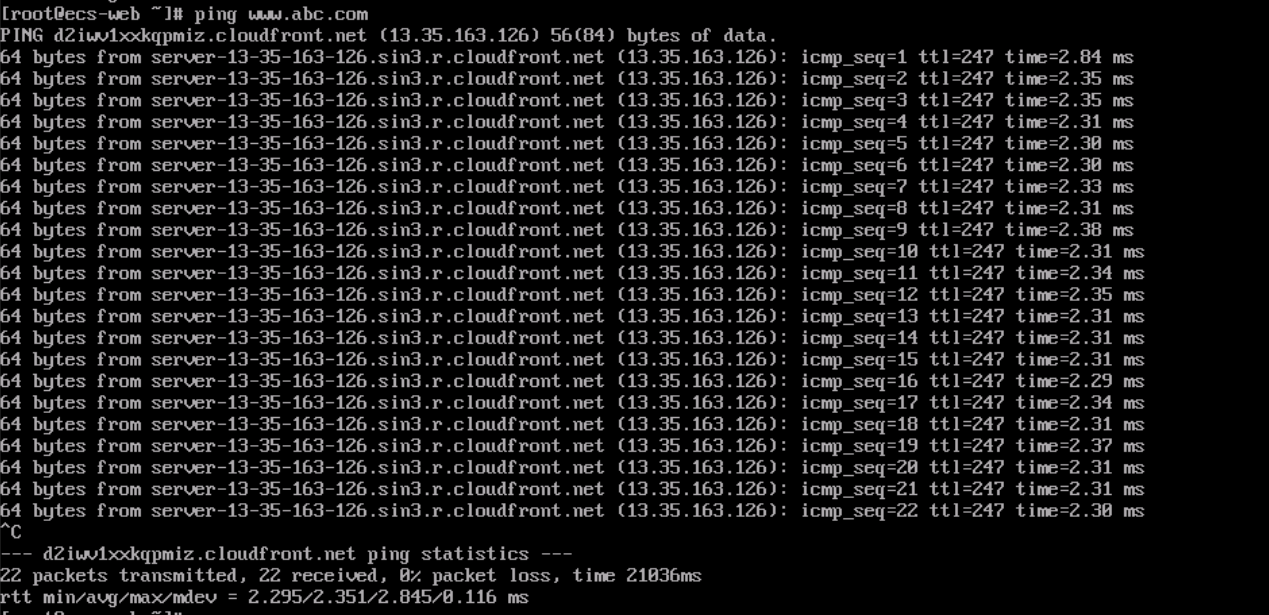 [root@ecs-web ~]# ping www.abc.com
PING d2iwv1xxkqpmiz.cloudfront.net (13.35.163.126) 56(84) bytes of data.
64 bytes from server-13-35-163-126.sin3.r.cloudfront.net (13.35.163.126): icmp_seq=1 ttl=247 time=2.84 ms
64 bytes from server-13-35-163-126.sin3.r.cloudfront.net (13.35.163.126): icmp_seq=2 ttl=247 time=2.35 ms
64 bytes from server-13-35-163-126.sin3.r.cloudfront.net (13.35.163.126): icmp_seq=3 ttl=247 time=2.35 ms
64 bytes from server-13-35-163-126.sin3.r.cloudfront.net (13.35.163.126): icmp_seq=4 ttl=247 time=2.31 ms
64 bytes from server-13-35-163-126.sin3.r.cloudfront.net (13.35.163.126): icmp_seq=5 ttl=247 time=2.30 ms
64 bytes from server-13-35-163-126.sin3.r.cloudfront.net (13.35.163.126): icmp_seq=6 ttl=247 time=2.30 ms
64 bytes from server-13-35-163-126.sin3.r.cloudfront.net (13.35.163.126): icmp_seq=7 ttl=247 time=2.33 ms
64 bytes from server-13-35-163-126.sin3.r.cloudfront.net (13.35.163.126): icmp_seq=8 ttl=247 time=2.31 ms
64 bytes from server-13-35-163-126.sin3.r.cloudfront.net (13.35.163.126): icmp_seq=9 ttl=247 time=2.38 ms
64 bytes from server-13-35-163-126.sin3.r.cloudfront.net (13.35.163.126): icmp_seq=10 ttl=247 time=2.31 ms
64 bytes from server-13-35-163-126.sin3.r.cloudfront.net (13.35.163.126): icmp_seq=11 ttl=247 time=2.34 ms
64 bytes from server-13-35-163-126.sin3.r.cloudfront.net (13.35.163.126): icmp_seq=12 ttl=247 time=2.35 ms
64 bytes from server-13-35-163-126.sin3.r.cloudfront.net (13.35.163.126): icmp_seq=13 ttl=247 time=2.31 ms
64 bytes from server-13-35-163-126.sin3.r.cloudfront.net (13.35.163.126): icmp_seq=14 ttl=247 time=2.31 ms
64 bytes from server-13-35-163-126.sin3.r.cloudfront.net (13.35.163.126): icmp_seq=15 ttl=247 time=2.31 ms
64 bytes from server-13-35-163-126.sin3.r.cloudfront.net (13.35.163.126): icmp_seq=16 ttl=247 time=2.29 ms
64 bytes from server-13-35-163-126.sin3.r.cloudfront.net (13.35.163.126): icmp_seq=17 ttl=247 time=2.34 ms
64 bytes from server-13-35-163-126.sin3.r.cloudfront.net (13.35.163.126): icmp_seq=18 ttl=247 time=2.31 ms
64 bytes from server-13-35-163-126.sin3.r.cloudfront.net (13.35.163.126): icmp_seq=19 ttl=247 time=2.37 ms
64 bytes from server-13-35-163-126.sin3.r.cloudfront.net (13.35.163.126): icmp_seq=20 ttl=247 time=2.31 ms
64 bytes from server-13-35-163-126.sin3.r.cloudfront.net (13.35.163.126): icmp_seq=21 ttl=247 time=2.31 ms
64 bytes from server-13-35-163-126.sin3.r.cloudfront.net (13.35.163.126): icmp_seq=22 ttl=247 time=2.30 ms
^C
--- d2iwv1xxkqpmiz.cloudfront.net ping statistics ---
22 packets transmitted, 22 received, 0% packet loss, time 21036ms
rtt min/avg/max/mdev = 2.295/2.351/2.845/0.116 ms